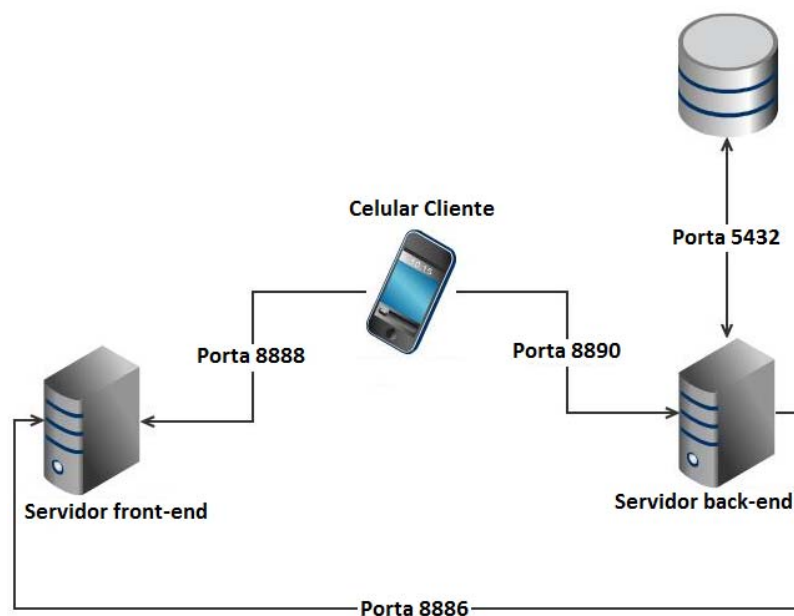 Celular Cliente
Porta 5432
Porta 8888
Porta 8890
Servidor front-end
Servidor back-end
Porta 8886